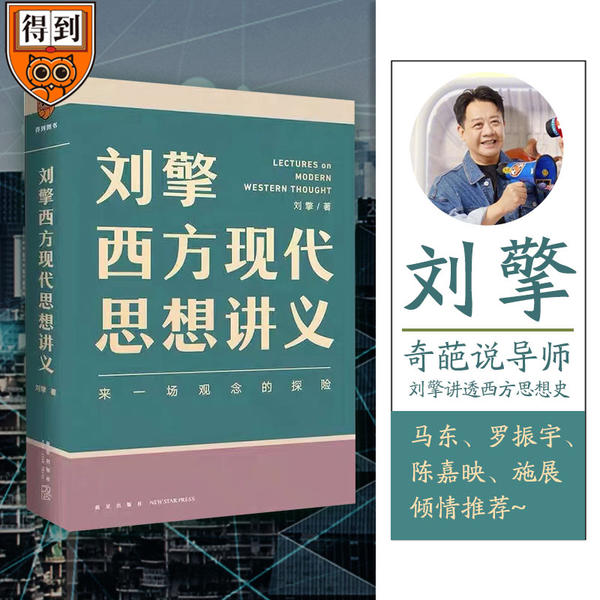 得到
得到图书
刘擎西方现代思想讲义
刘擎 著
刘擎
LECTURES on
MODERN
WESTERN THOUGHT
刘擎/著
西方现代
思想讲义
来一场观念的探险
新星出版社 NEW STAR PRESS
刘擎
奇葩说导师
刘擎讲透西方思想史
马东、罗振宇、
陈嘉映、施展
倾情推荐~